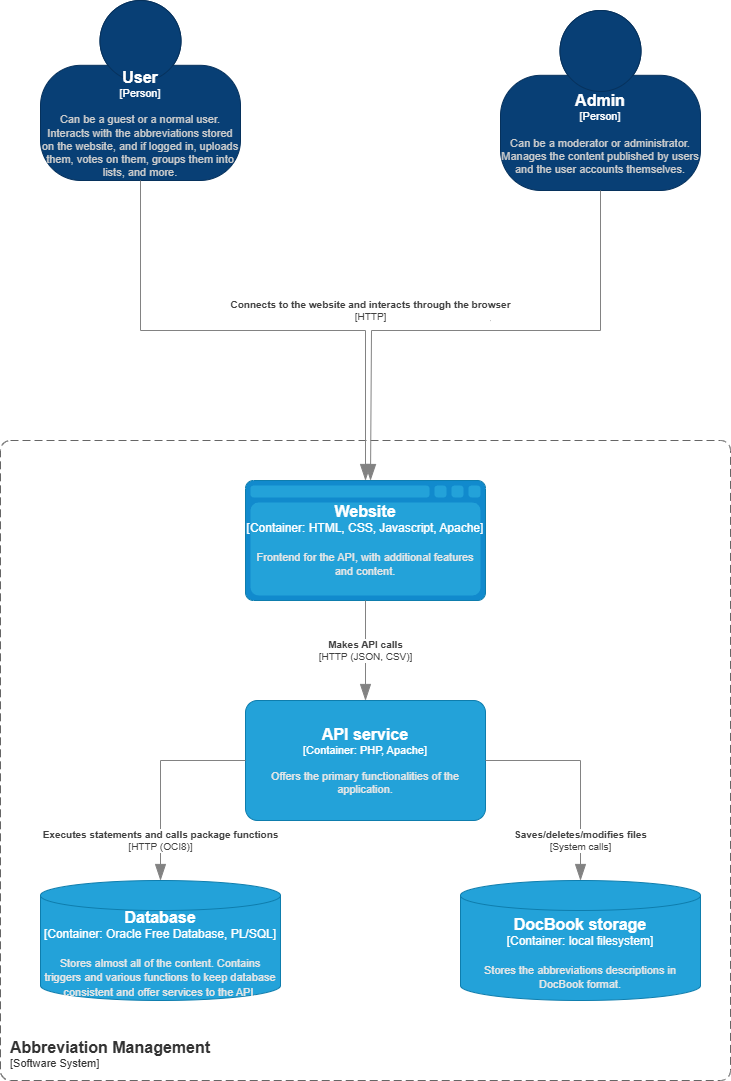 User
[Person]
Can be a guest or a normal user.
Interacts with the abbreviations stored
on the website, and if logged in, uploads
them, votes on them, groups them into
lists, and more.
Admin
[Person]
Can be a moderator or administrator.
Manages the content published by users
and the user accounts themselves.
Connects to the website and interacts through the browser
[HTTP]
Website
[Container: HTML, CSS, Javascript, Apache]
Frontend for the API, with additional features
and content.
Makes API calls
[HTTP (JSON, CSV)]
API service
[Container: PHP, Apache]
Offers the primary functionalities of the
application.
Executes statements and calls package functions
[HTTP (OCI8)]
Saves/deletes/modifies files
[System calls]
Database
[Container: Oracle Free Database, PL/SQL]
Stores almost all of the content. Contains
triggers and various functions to keep database
consistent and offer services to the API
DocBook storage
[Container: local filesystem]
Stores the abbreviations descriptions in
DocBook format.
Abbreviation Management
[Software System]